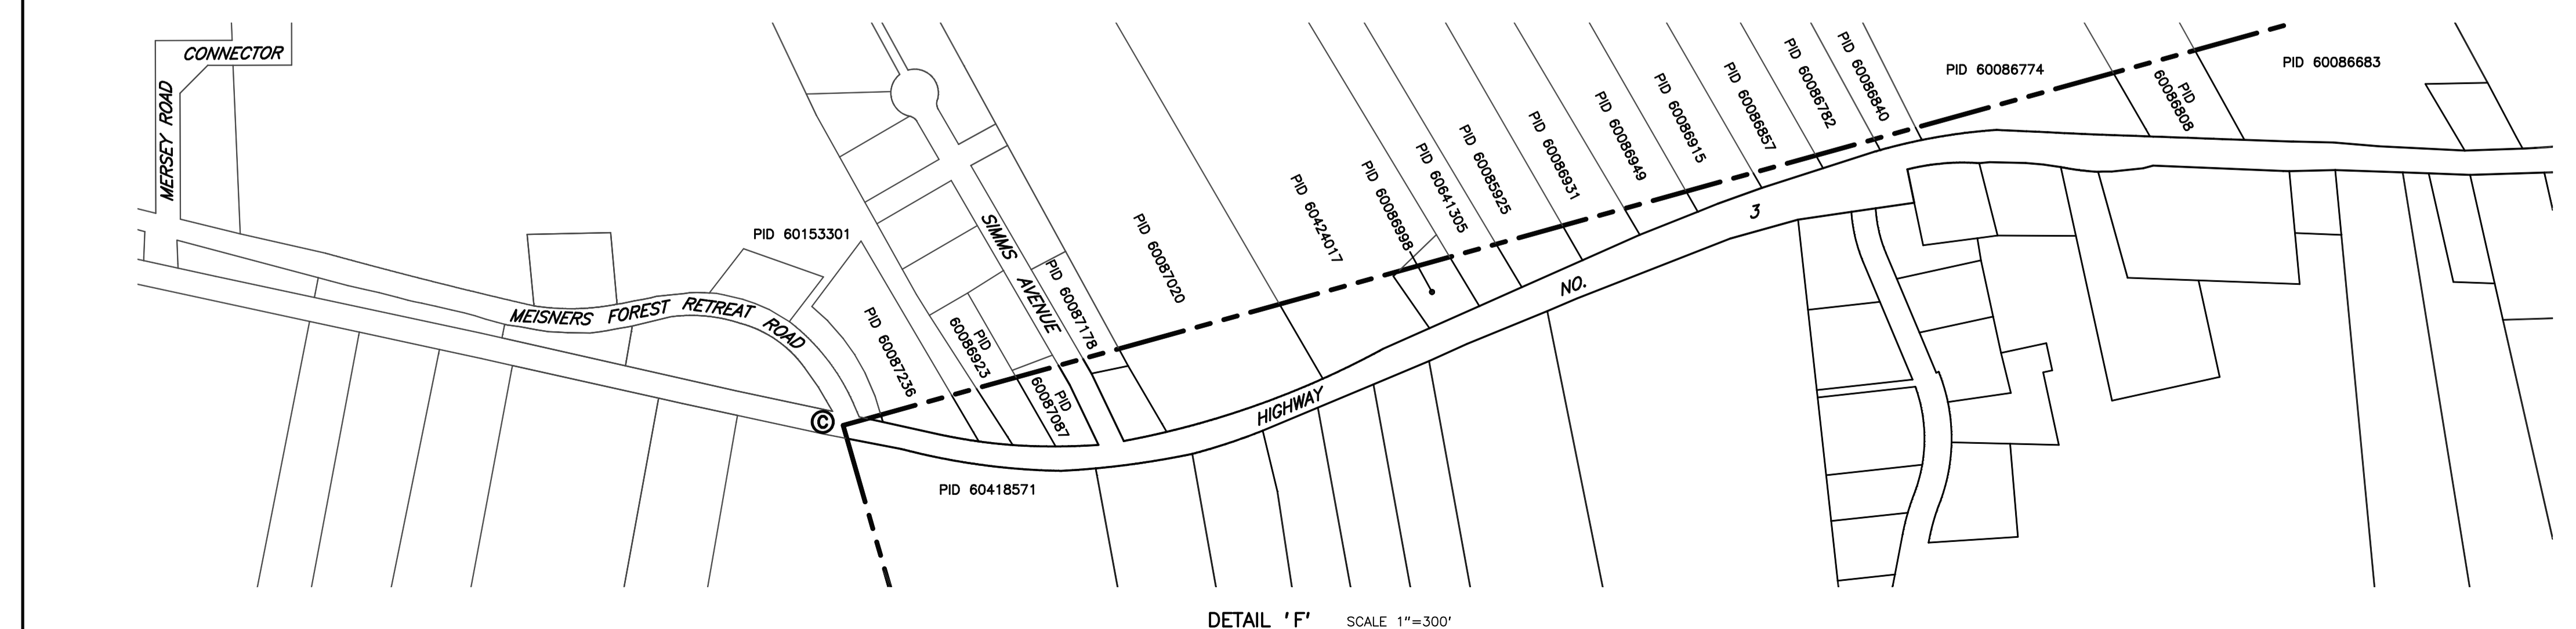 CONNECTOR
MERSEY ROAD
PID 60153301
MEISNERS FOREST RETREAT ROAD
PID 60087236
PID
60086923
PID
60087087
SIMMS AVENUE
PID 60087178
PID 60087020
PID 60424017
PID 60086998
PID 60641305
PID 60085925
PID 60086931
PID 60086949
PID 60086915
PID 60086857
PID 60086782
PID 60086840
PID 60086774
PID
60086808
PID 60086683
C
HIGHWAY NO. 3
PID 60418571
DETAIL 'F' SCALE 1"=300'